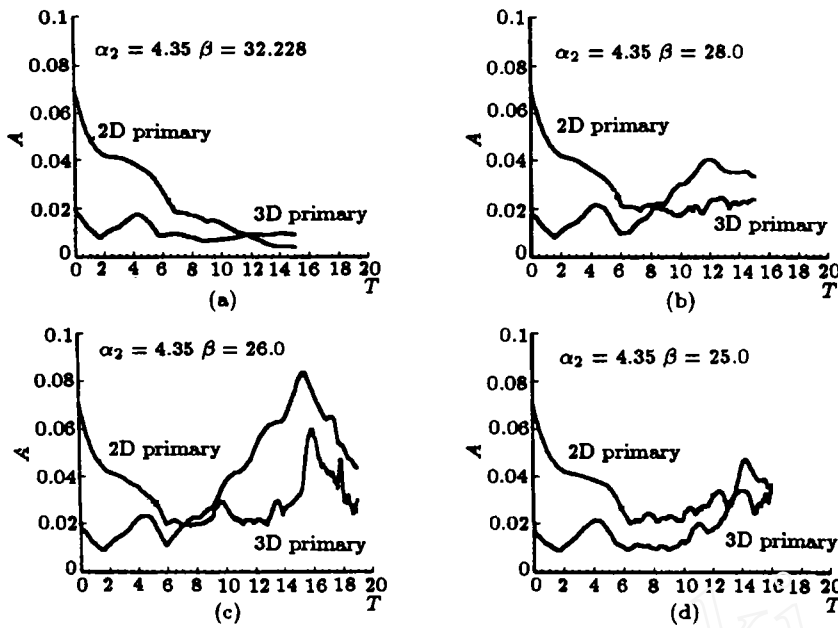 0.1
α₂ = 4.35 β = 32.228
0.08
0.06
2D primary
A
0.04
3D primary
0.02
0
0 2 4 6 8 10 12 14 16 18 20
T
(a)
0.1
α₂ = 4.35 β = 28.0
0.08
0.06
2D primary
A
0.04
0.02
3D primary
0
0 2 4 6 8 10 12 14 16 18 20
T
(b)
0.1
α₂ = 4.35 β = 26.0
0.08
0.06
2D primary
A
0.04
0.02
3D primary
0
0 2 4 6 8 10 12 14 16 18 20
T
(c)
0.1
α₂ = 4.35 β = 25.0
0.08
0.06
2D primary
A
0.04
0.02
3D primary
0
0 2 4 6 8 10 12 14 16 18 20
T
(d)